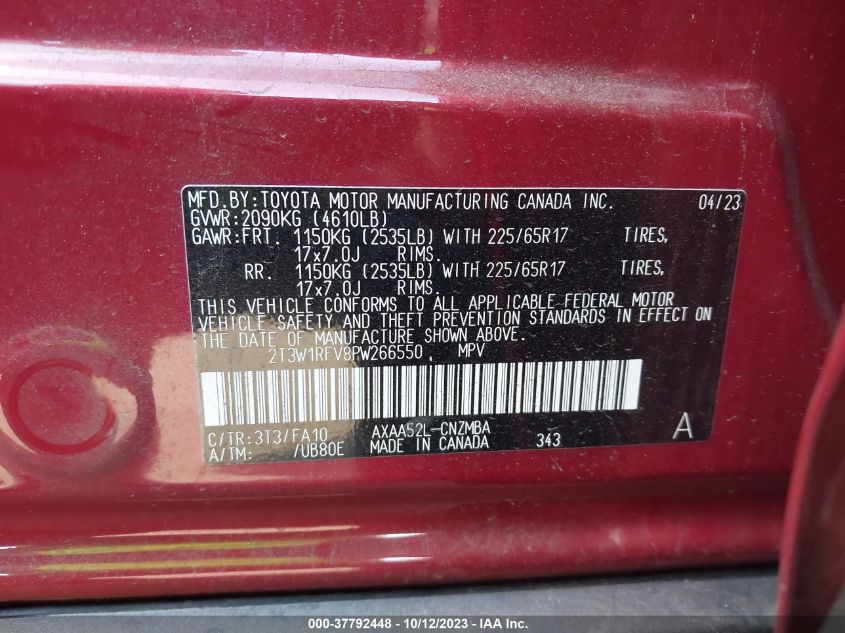 MFD.BY:TOYOTA MOTOR MANUFACTURING CANADA INC. 04/23
GVWR:2090KG (4610LB)
GAWR:FRT. 1150KG (2535LB) WITH 225/65R17 TIRES,
17x7.0J RIMS.
RR. 1150KG (2535LB) WITH 225/65R17 TIRES,
17x7.0J RIMS.
THIS VEHICLE CONFORMS TO ALL APPLICABLE FEDERAL MOTOR
VEHICLE SAFETY AND THEFT PREVENTION STANDARDS IN EFFECT ON
THE DATE OF MANUFACTURE SHOWN ABOVE.
2T3W1RFV8PW266550 MPV
C/TR:3T3/FA10 AXAA52L-CNZMBA
A/TM: /UB80E MADE IN CANADA 343 A
000-37792448 - 10/12/2023 - IAA Inc.